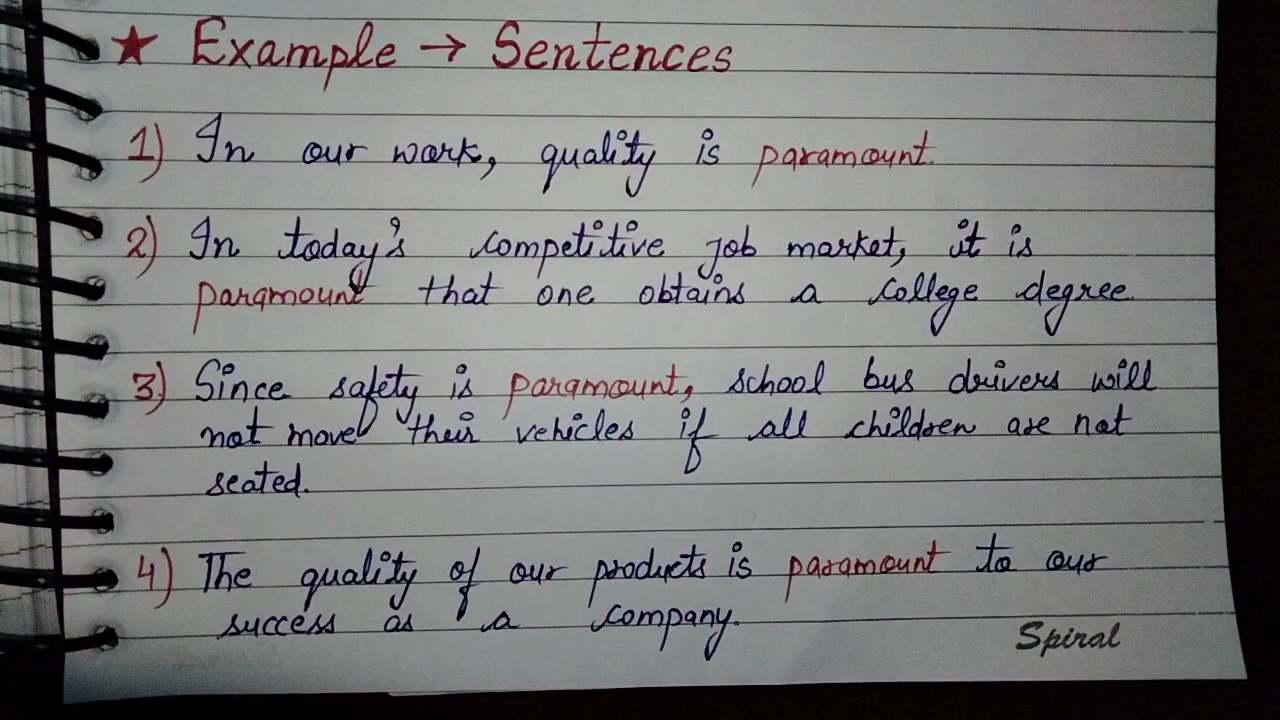 ★ Example → Sentences
1) In our work, quality is paramount.
2) In today's competitive job market, it is
paramount that one obtains a college degree.
3) Since safety is paramount, school bus drivers will
not move their vehicles if all children are not
seated.
4) The quality of our products is paramount to our
success as a company.
Spiral